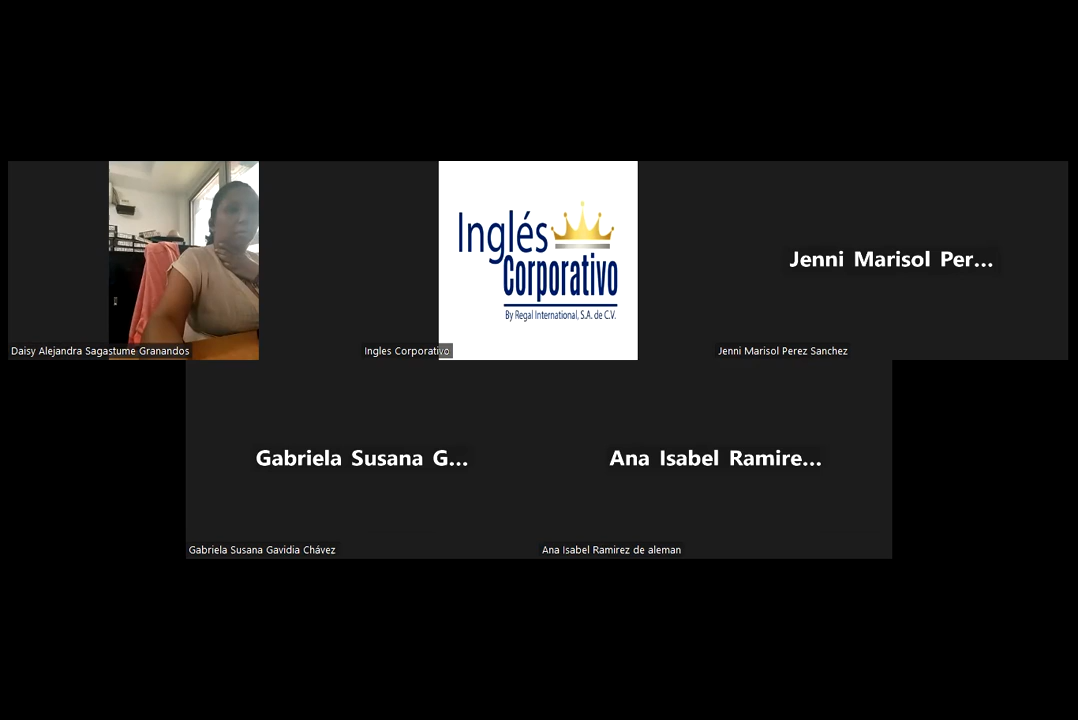 Inglés
Corporativo
By Regal International, S.A. de C.V.
Jenni Marisol Per...
Daisy Alejandra Sagastume Granandos
Ingles Corporativo
Jenni Marisol Perez Sanchez
Gabriela Susana G...
Ana Isabel Ramire...
Gabriela Susana Gavidia Chávez
Ana Isabel Ramirez de aleman